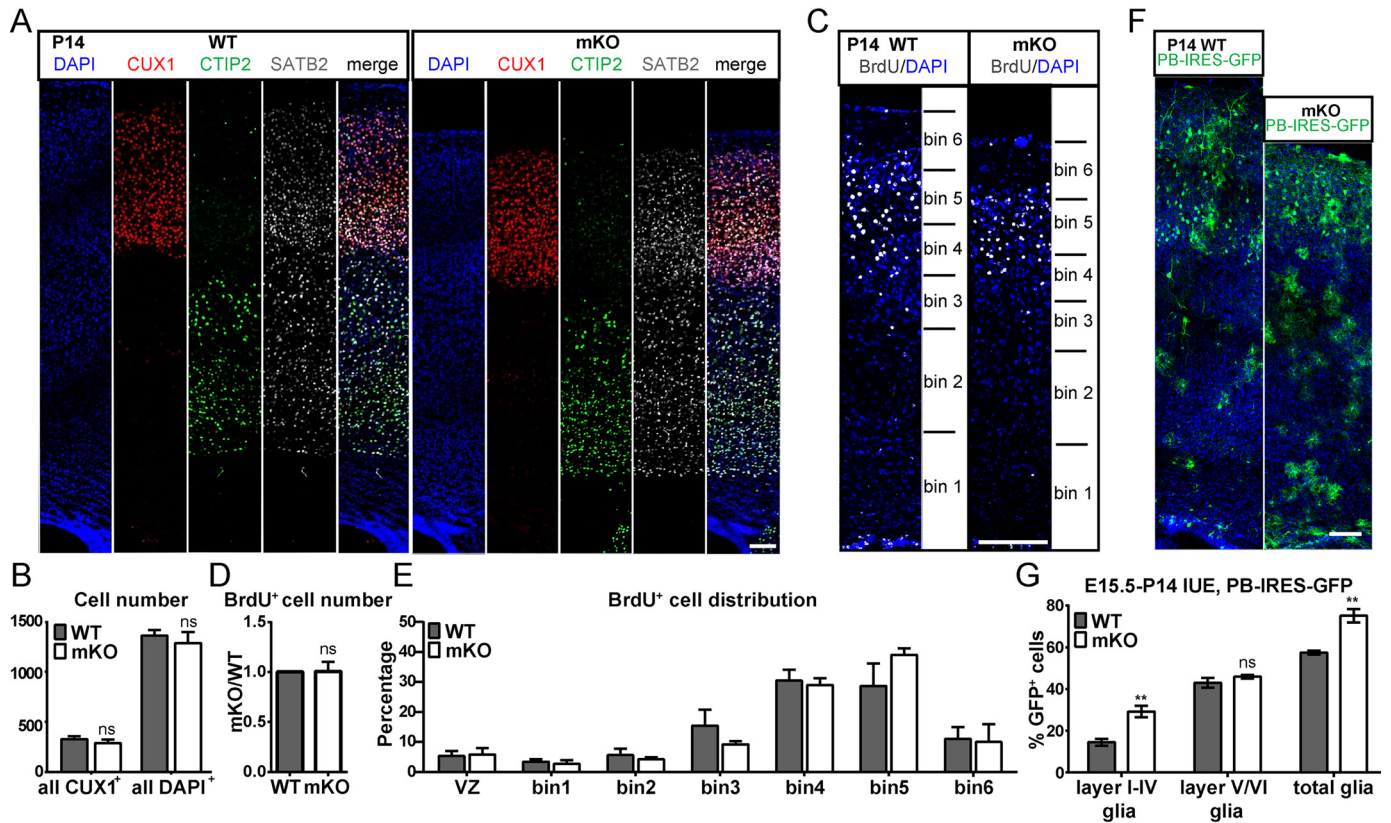 A
P14 WT
mKO
DAPI CUX1 CTIP2 SATB2 merge
DAPI CUX1 CTIP2 SATB2 merge
C
P14 WT
mKO
BrdU/DAPI
BrdU/DAPI
bin 6
bin 5
bin 4
bin 3
bin 2
bin 1
bin 6
bin 5
bin 4
bin 3
bin 2
bin 1
F
P14 WT
PB-IRES-GFP
mKO
PB-IRES-GFP
B
Cell number
1500
1000
500
0
WT
mKO
ns
ns
all CUX1+
all DAPI+
D
BrdU+ cell number
mKO/WT
1.5
1.0
0.5
0.0
ns
WT mKO
E
BrdU+ cell distribution
Percentage
50
40
30
20
10
0
WT
mKO
VZ bin1 bin2 bin3 bin4 bin5 bin6
G
E15.5-P14 IUE, PB-IRES-GFP
% GFP+ cells
80
60
40
20
0
WT
mKO
**
ns
**
layer I-IV glia
layer V/VI glia
total glia